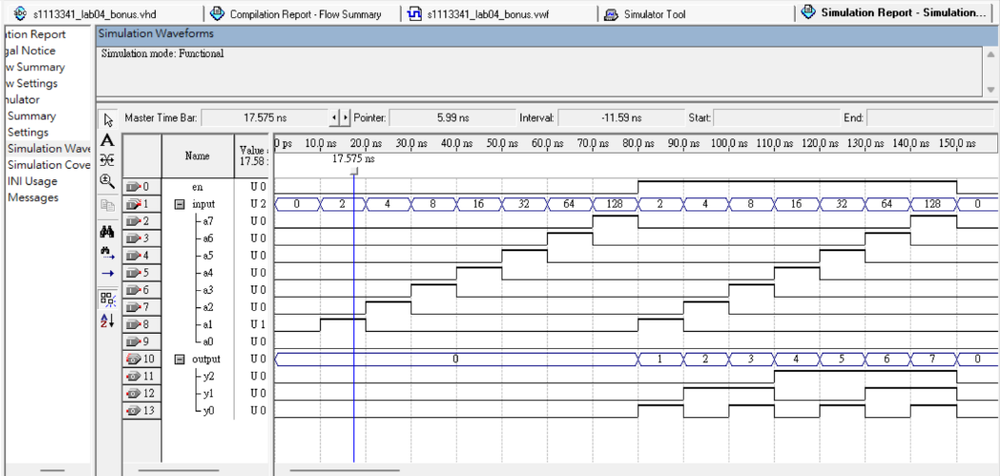 s1113341_lab04_bonus.vhd Compilation Report - Flow Summary s1113341_lab04_bonus.vwf Simulator Tool Simulation Report - Simulation...
tion Report
gal Notice
w Summary
w Settings
nulator
Summary
Settings
Simulation Wave
Simulation Cove
INI Usage
Messages
Simulation Waveforms
Simulation mode: Functional
Master Time Bar: 17.575 ns Pointer: 5.99 ns Interval: -11.59 ns Start: End:
Name Value 17.58 :
0 ps 10.0 ns 20.0 ns 30.0 ns 40.0 ns 50.0 ns 60.0 ns 70.0 ns 80.0 ns 90.0 ns 100.0 ns 110.0 ns 120.0 ns 130.0 ns 140.0 ns 150.0 ns
17.575 ns
0 en U 0
1 input U 2 0 2 4 8 16 32 64 128 2 4 8 16 32 64 128 0
2 a7 U 0
3 a6 U 0
4 a5 U 0
5 a4 U 0
6 a3 U 0
7 a2 U 0
8 a1 U 1
9 a0 U 0
10 output U 0 0 1 2 3 4 5 6 7 0
11 y2 U 0
12 y1 U 0
13 y0 U 0